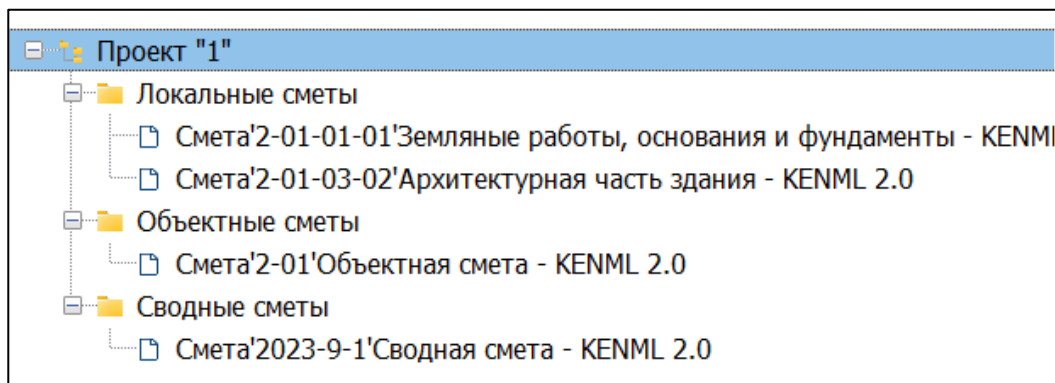 Проект "1"
Локальные сметы
Смета'2-01-01-01'Земляные работы, основания и фундаменты - KENML
Смета'2-01-03-02'Архитектурная часть здания - KENML 2.0
Объектные сметы
Смета'2-01'Объектная смета - KENML 2.0
Сводные сметы
Смета'2023-9-1'Сводная смета - KENML 2.0